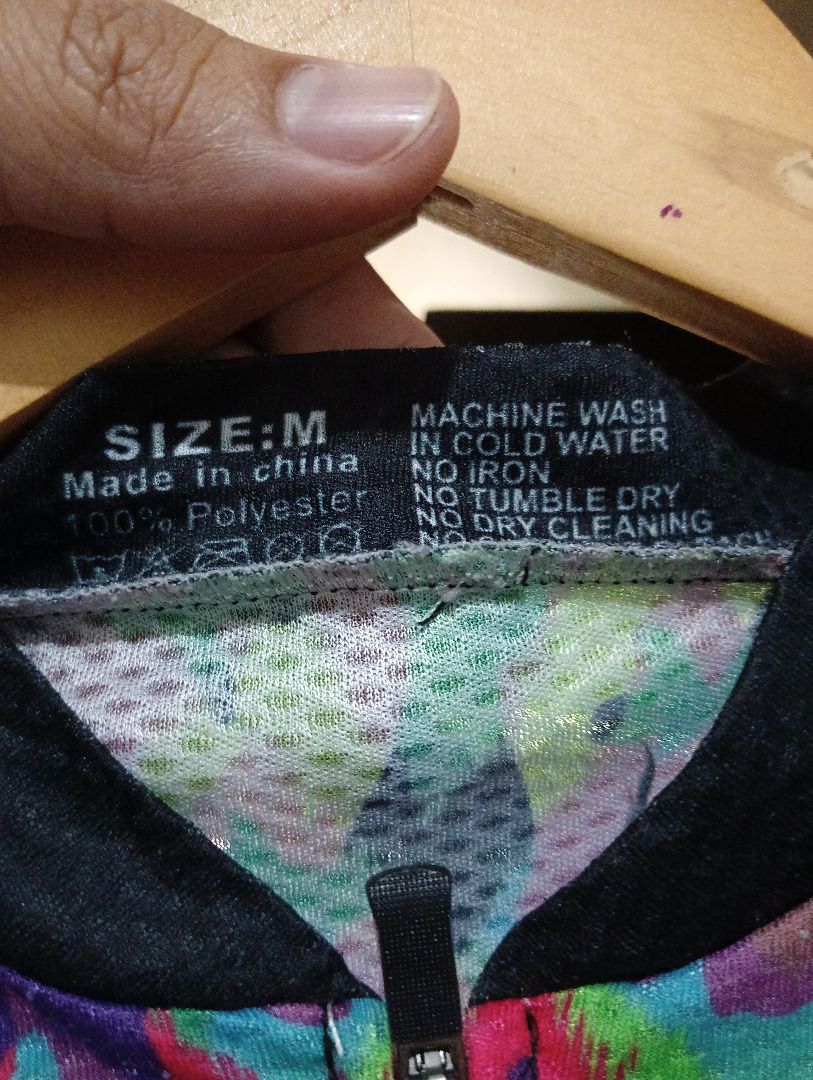 SIZE:M
Made in china
100% Polyester
MACHINE WASH
IN COLD WATER
NO IRON
NO TUMBLE DRY
NO DRY CLEANING
NO